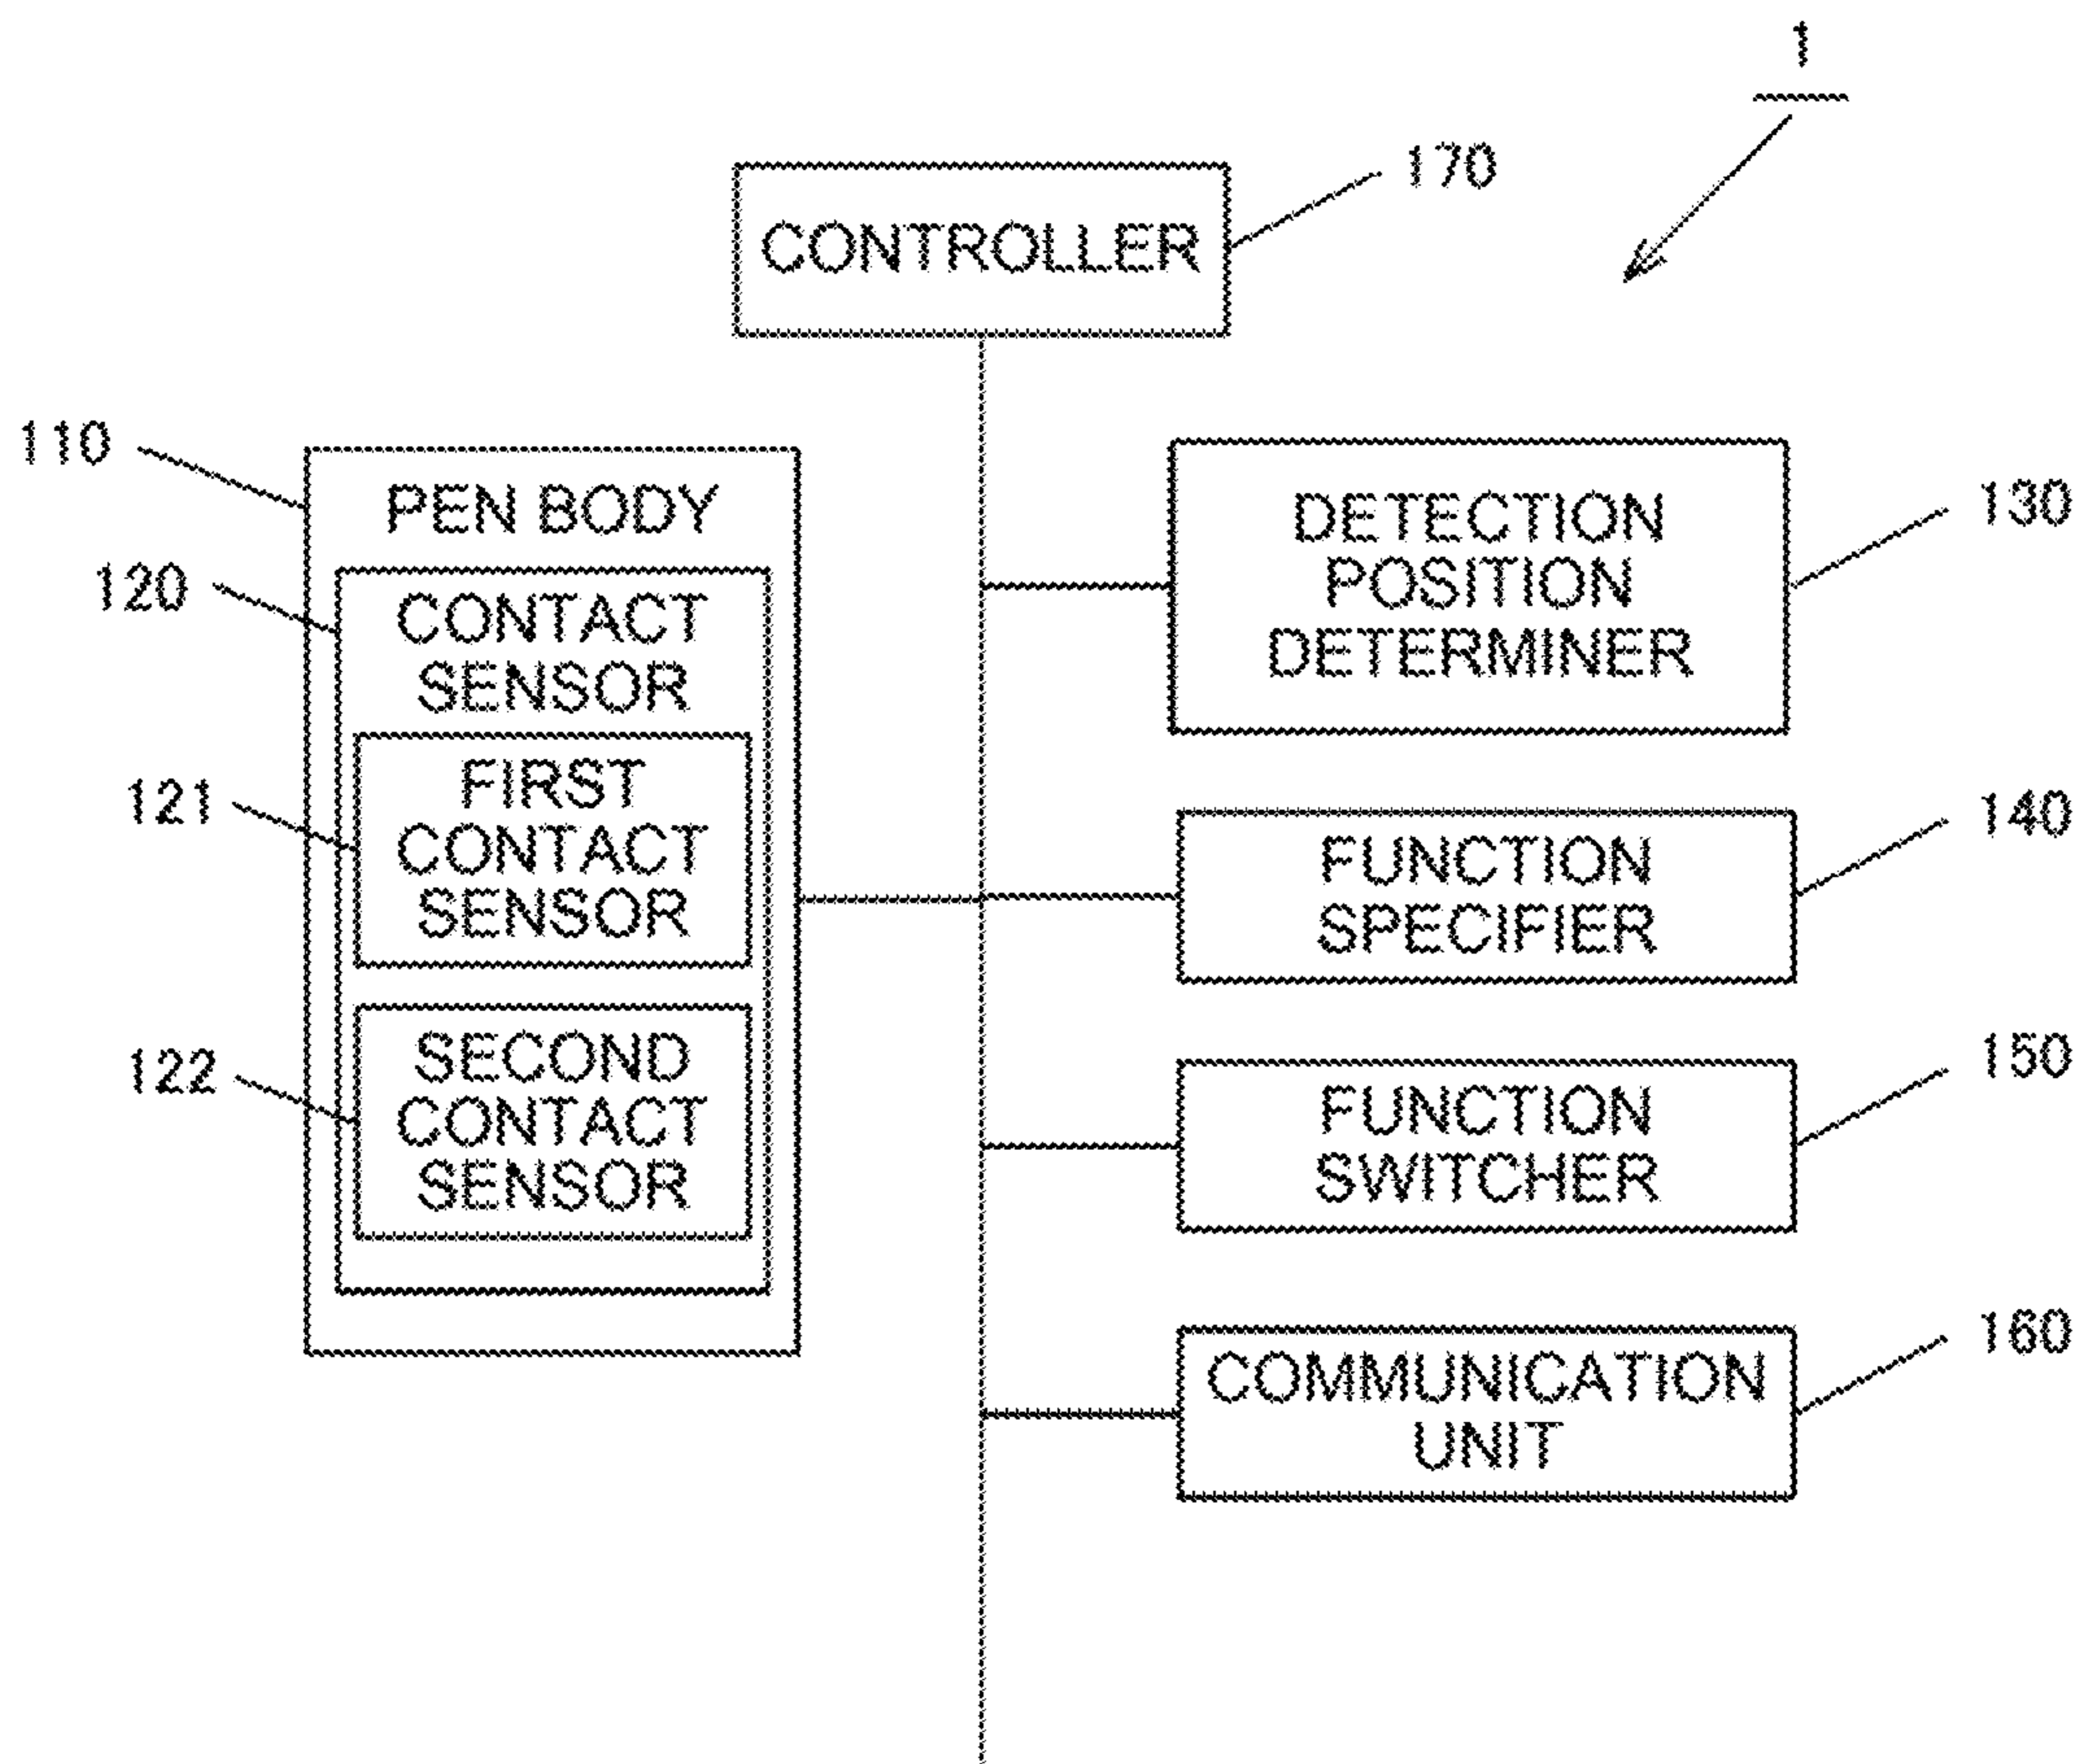 1
170
CONTROLLER
110
PEN BODY
120
CONTACT
SENSOR
121
FIRST
CONTACT
SENSOR
122
SECOND
CONTACT
SENSOR
DETECTION
POSITION
DETERMINER
130
FUNCTION
SPECIFIER
140
FUNCTION
SWITCHER
150
COMMUNICATION
UNIT
160